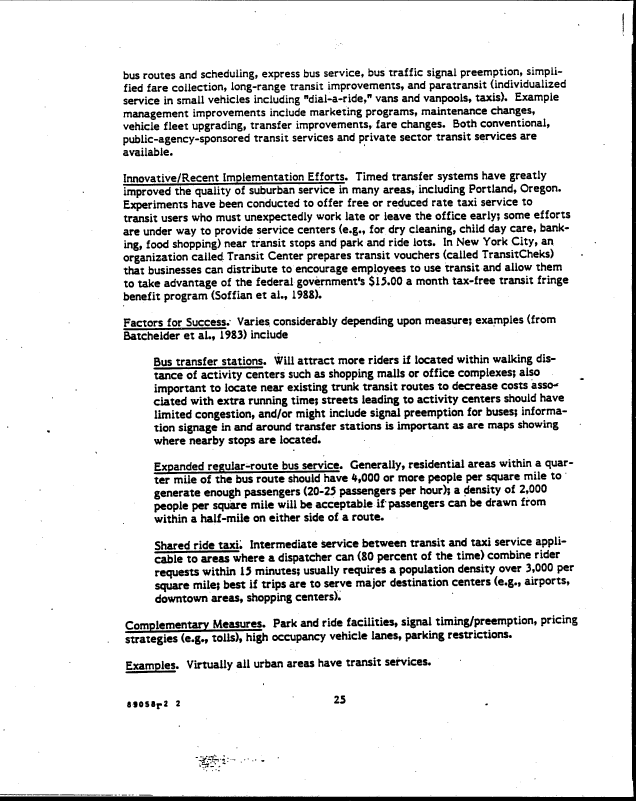 bus routes and scheduling, express bus service, bus traffic signal preemption, simpli-
fied fare collection, long-range transit improvements, and paratransit (individualized
service in small vehicles including "dial-a-ride," vans and vanpools, taxis). Example
management improvements include marketing programs, maintenance changes,
vehicle fleet upgrading, transfer improvements, fare changes. Both conventional,
public-agency-sponsored transit services and private sector transit services are
available.
Innovative/Recent Implementation Efforts. Timed transfer systems have greatly
improved the quality of suburban service in many areas, including Portland, Oregon.
Experiments have been conducted to offer free or reduced rate taxi service to
transit users who must unexpectedly work late or leave the office early; some efforts
are under way to provide service centers (e.g., for dry cleaning, child day care, bank-
ing, food shopping) near transit stops and park and ride lots. In New York City, an
organization called Transit Center prepares transit vouchers (called TransitCheks)
that businesses can distribute to encourage employees to use transit and allow them
to take advantage of the federal government's $15.00 a month tax-free transit fringe
benefit program (Soffian et al., 1988).
Factors for Success. Varies considerably depending upon measure; examples (from
Batchelder et al., 1983) include
Bus transfer stations. Will attract more riders if located within walking dis-
tance of activity centers such as shopping malls or office complexes; also
important to locate near existing trunk transit routes to decrease costs asso-
ciated with extra running time; streets leading to activity centers should have
limited congestion, and/or might include signal preemption for buses; informa-
tion signage in and around transfer stations is important as are maps showing
where nearby stops are located.
Expanded regular-route bus service. Generally, residential areas within a quar-
ter mile of the bus route should have 4,000 or more people per square mile to
generate enough passengers (20-25 passengers per hour); a density of 2,000
people per square mile will be acceptable if passengers can be drawn from
within a half-mile on either side of a route.
Shared ride taxi. Intermediate service between transit and taxi service appli-
cable to areas where a dispatcher can (80 percent of the time) combine rider
requests within 15 minutes; usually requires a population density over 3,000 per
square mile; best if trips are to serve major destination centers (e.g., airports,
downtown areas, shopping centers).
Complementary Measures. Park and ride facilities, signal timing/preemption, pricing
strategies (e.g., tolls), high occupancy vehicle lanes, parking restrictions.
Examples. Virtually all urban areas have transit services.
89058r2 2
25